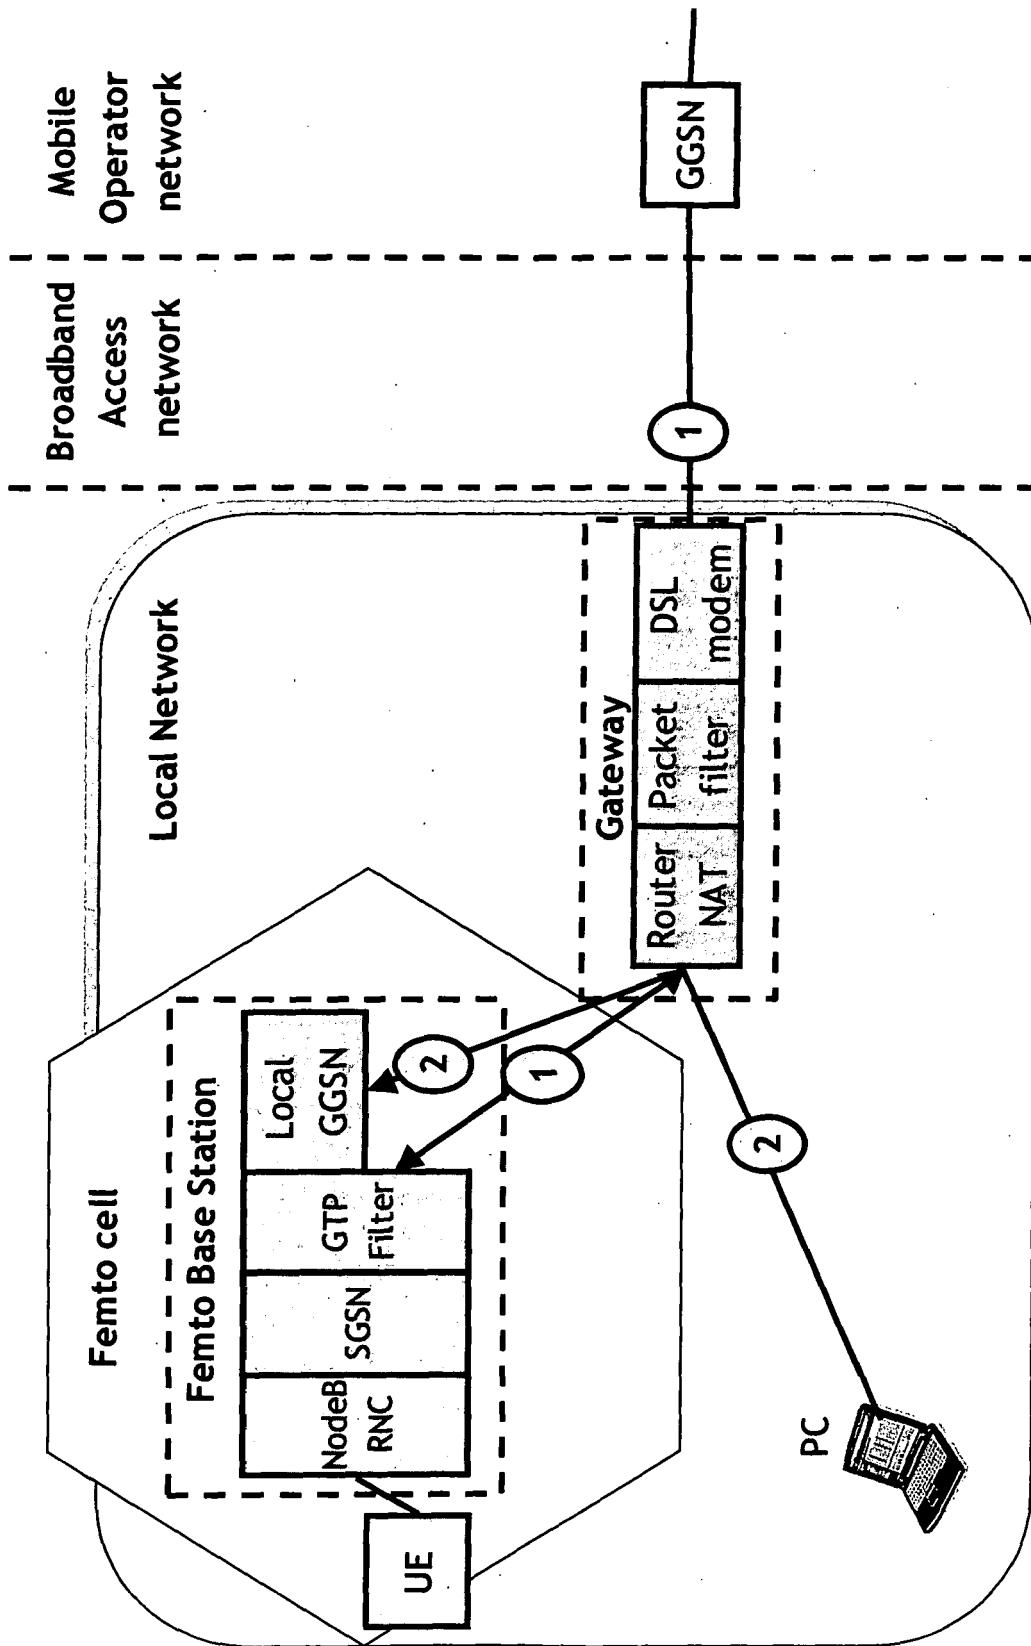 Mobile
Operator
network
Broadband
Access
network
Local Network
Femto cell
Femto Base Station
NodeB
RNC
SGSN
GTP
Filter
Local
GGSN
UE
Gateway
Router
NAT
Packet
filter
DSL
modem
GGSN
PC
1
2
1
2